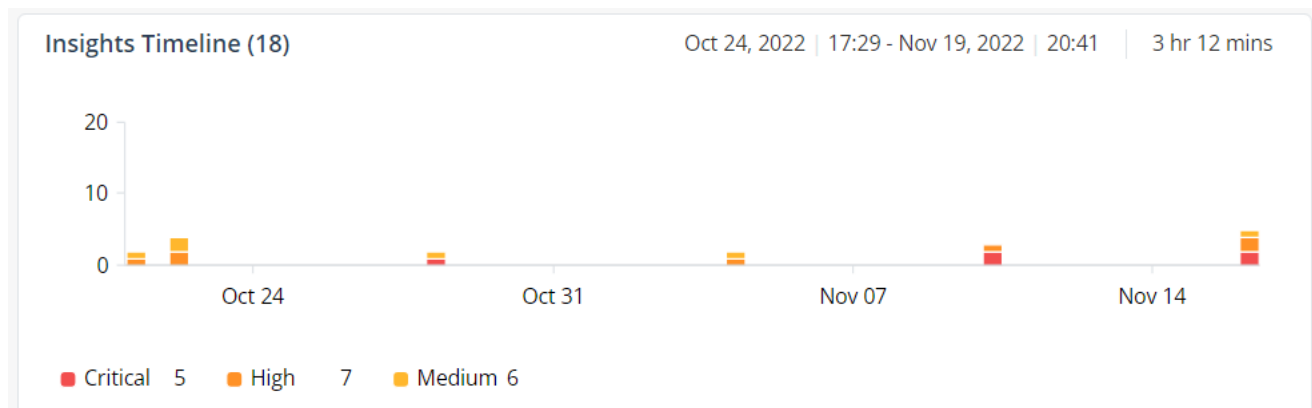 Insights Timeline (18) Oct 24, 2022 | 17:29 - Nov 19, 2022 | 20:41 | 3 hr 12 mins
20
10
0
Oct 24 Oct 31 Nov 07 Nov 14
Critical 5 High 7 Medium 6